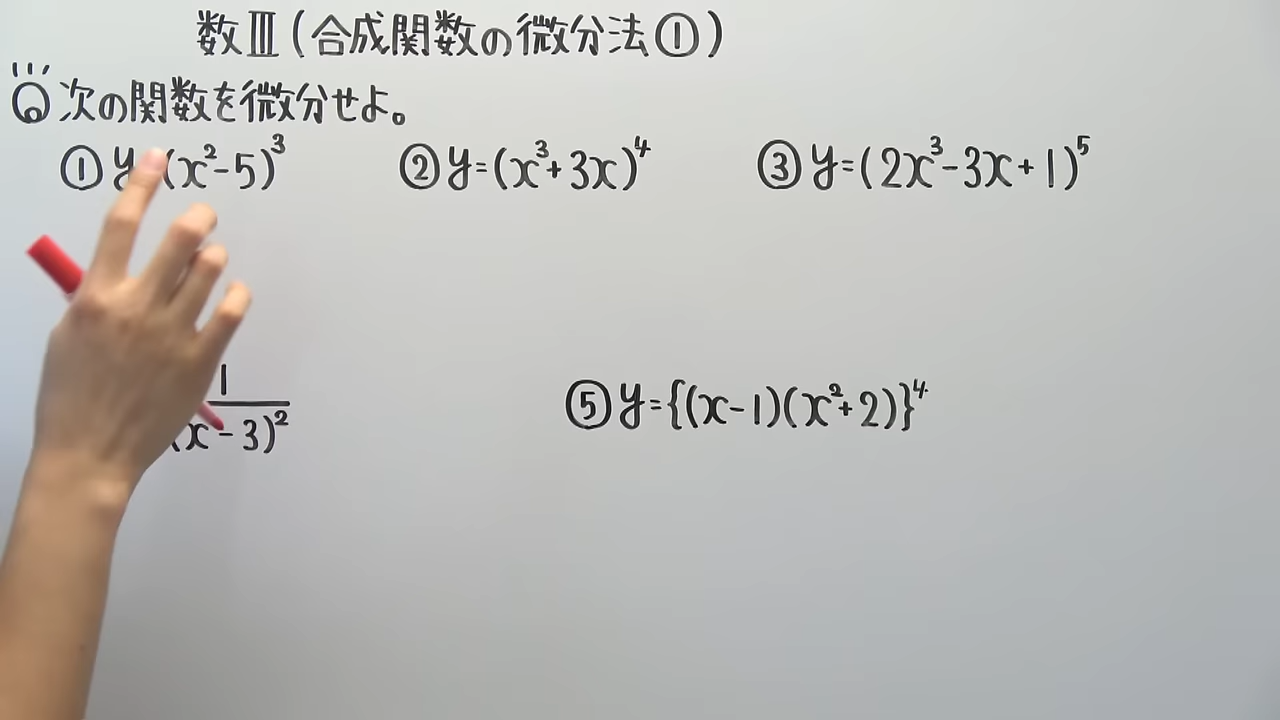 数Ⅲ(合成関数の微分法①)
Q 次の関数を微分せよ。
① y (x²-5)³ ② y=(x³+3x)⁴ ③ y=(2x³-3x+1)⁵
1
(x-3)²
⑤ y={(x-1)(x²+2)}⁴